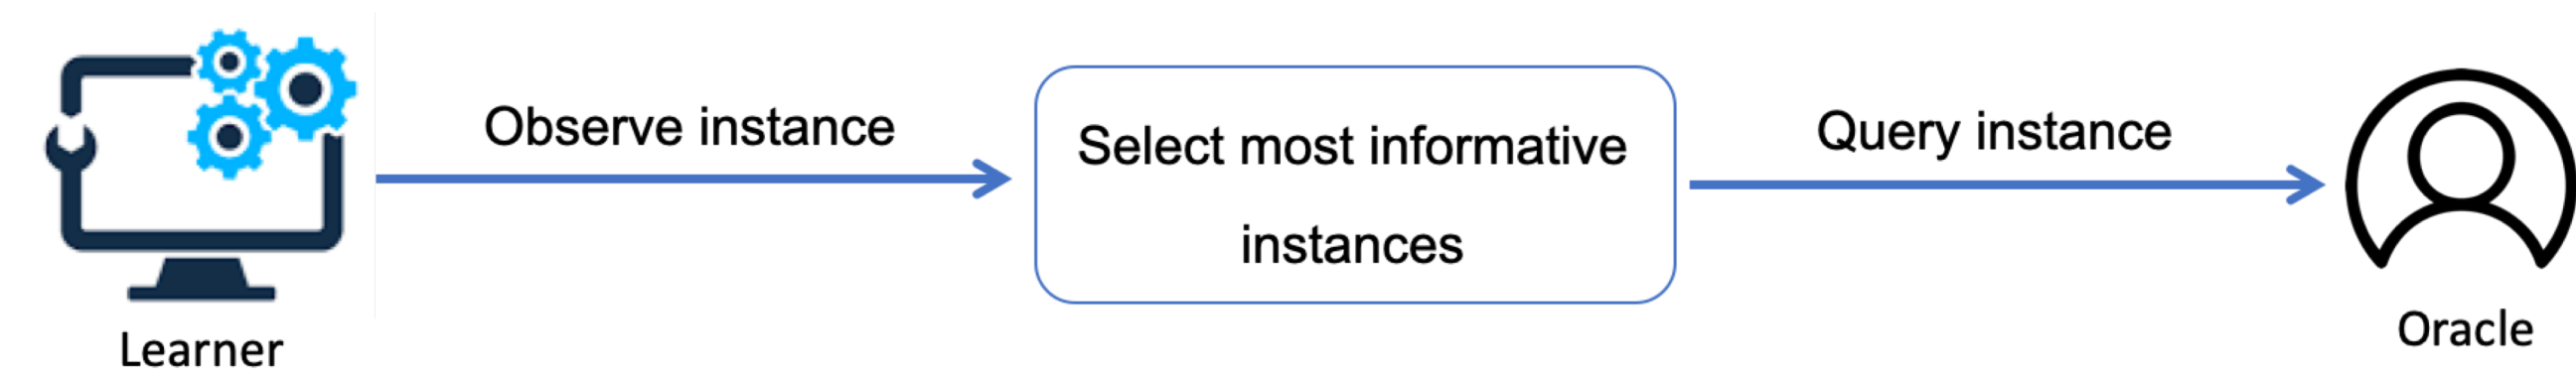 Observe instance
Select most informative
instances
Query instance
Learner
Oracle